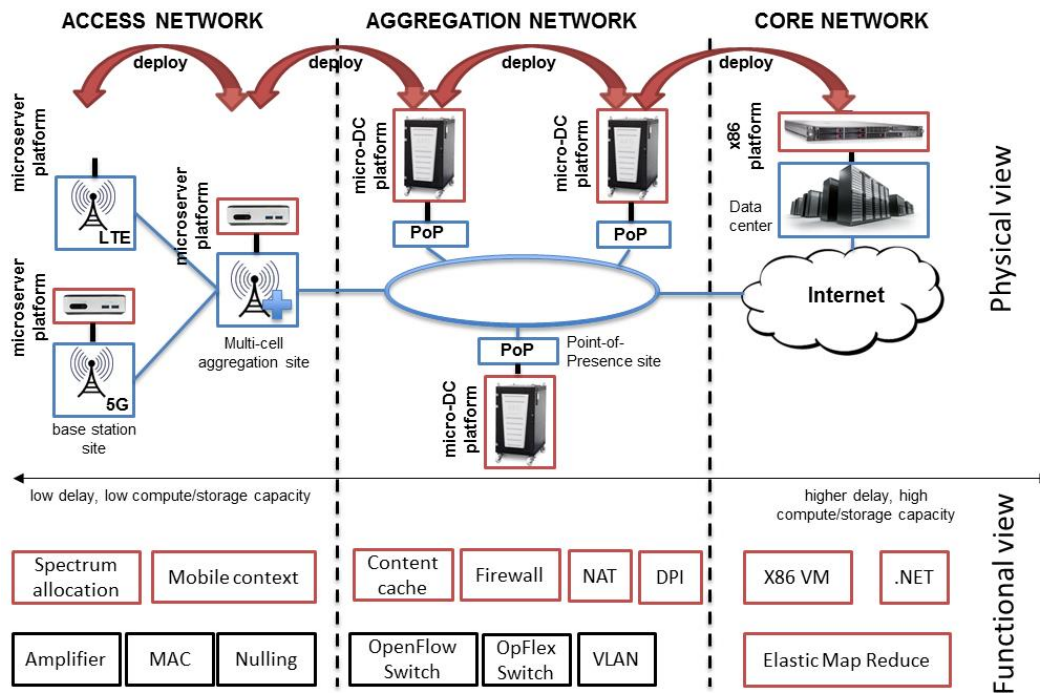 ACCESS NETWORK
AGGREGATION NETWORK
CORE NETWORK
deploy
deploy
deploy
deploy
microserver
platform
LTE
microserver
platform
microserver
platform
5G
base station
site
Multi-cell
aggregation site
micro-DC
platform
PoP
micro-DC
platform
PoP
PoP
Point-of-
Presence site
micro-DC
platform
x86
platform
Data
center
Internet
Physical view
low delay, low compute/storage capacity
higher delay, high
compute/storage capacity
Functional view
Spectrum
allocation
Mobile context
Content
cache
Firewall
NAT
DPI
X86 VM
.NET
Amplifier
MAC
Nulling
OpenFlow
Switch
OpFlex
Switch
VLAN
Elastic Map Reduce